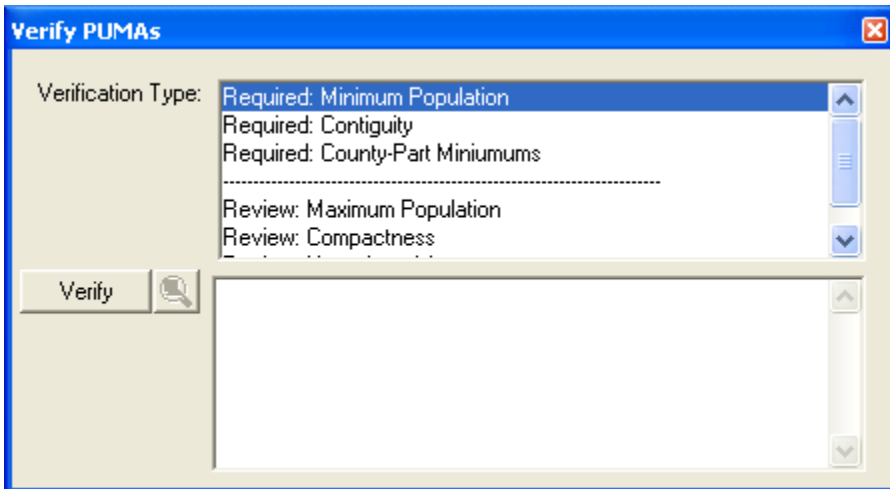 Verify PUMAs
Verification Type:
Required: Minimum Population
Required: Contiguity
Required: County-Part Miniumums
-------------------------------------------------------------------------
Review: Maximum Population
Review: Compactness
Verify